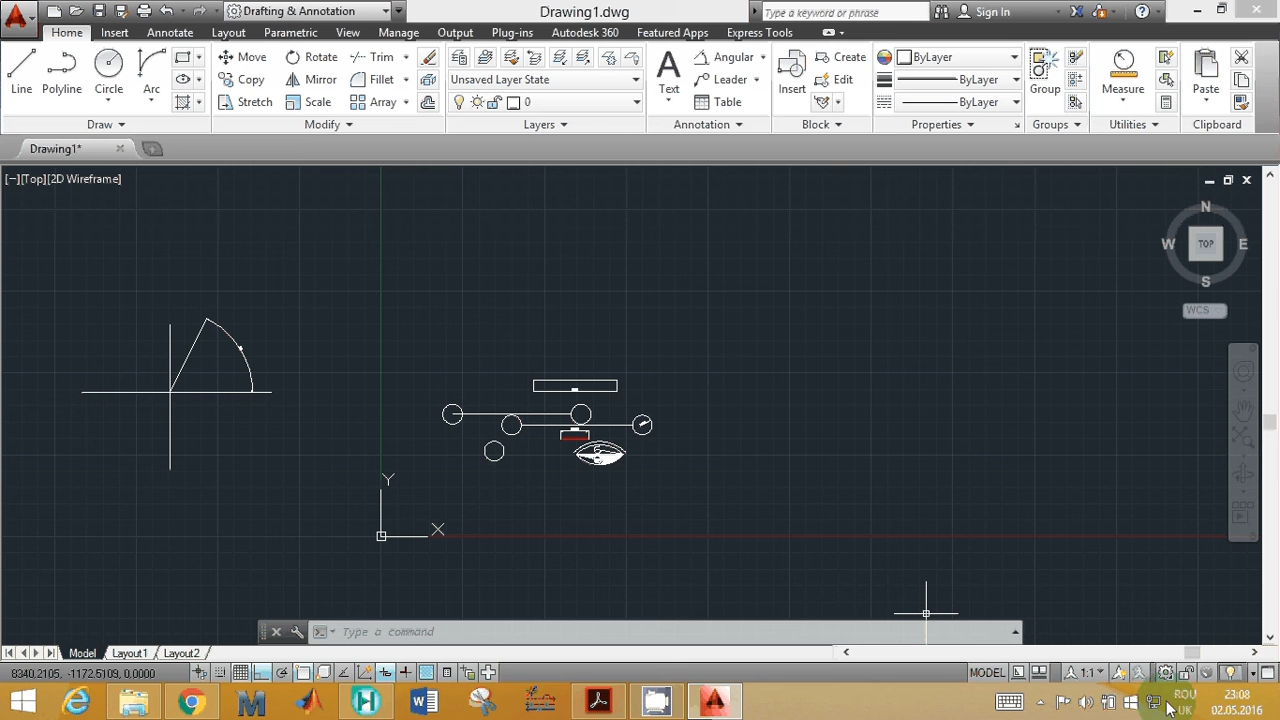 Drafting & Annotation
Drawing1.dwg
Type a keyword or phrase
Sign In
Home Insert Annotate Layout Parametric View Manage Output Plug-ins Autodesk 360 Featured Apps Express Tools
Line
Polyline
Circle
Arc
Draw
Move Rotate Trim
Copy Mirror Fillet
Stretch Scale Array
Modify
Unsaved Layer State
0
Layers
Text
Angular
Leader
Table
Annotation
Insert
Create
Edit
Block
ByLayer
ByLayer
ByLayer
Properties
Group
Groups
Measure
Utilities
Paste
Clipboard
Drawing1*
[−][Top][2D Wireframe]
N
W TOP E
S
WCS
Y
X
Type a command
Model Layout1 Layout2
8340.2105, -1172.5109, 0.0000
MODEL
1:1
ROU
UK
23:08
02.05.2016